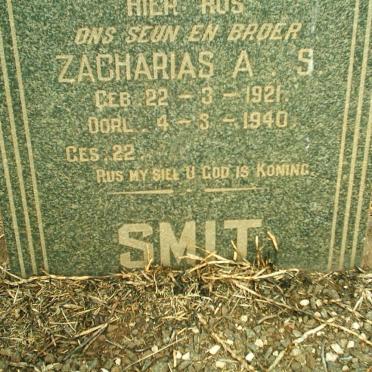 HIER RUS
ONS SEUN EN BROER
ZACHARIAS A S
GEB. 22 - 3 - 1921
OORL. 4 - 3 - 1940
GES. 22
RUS MY SIEL U GOD IS KONING.
SMIT